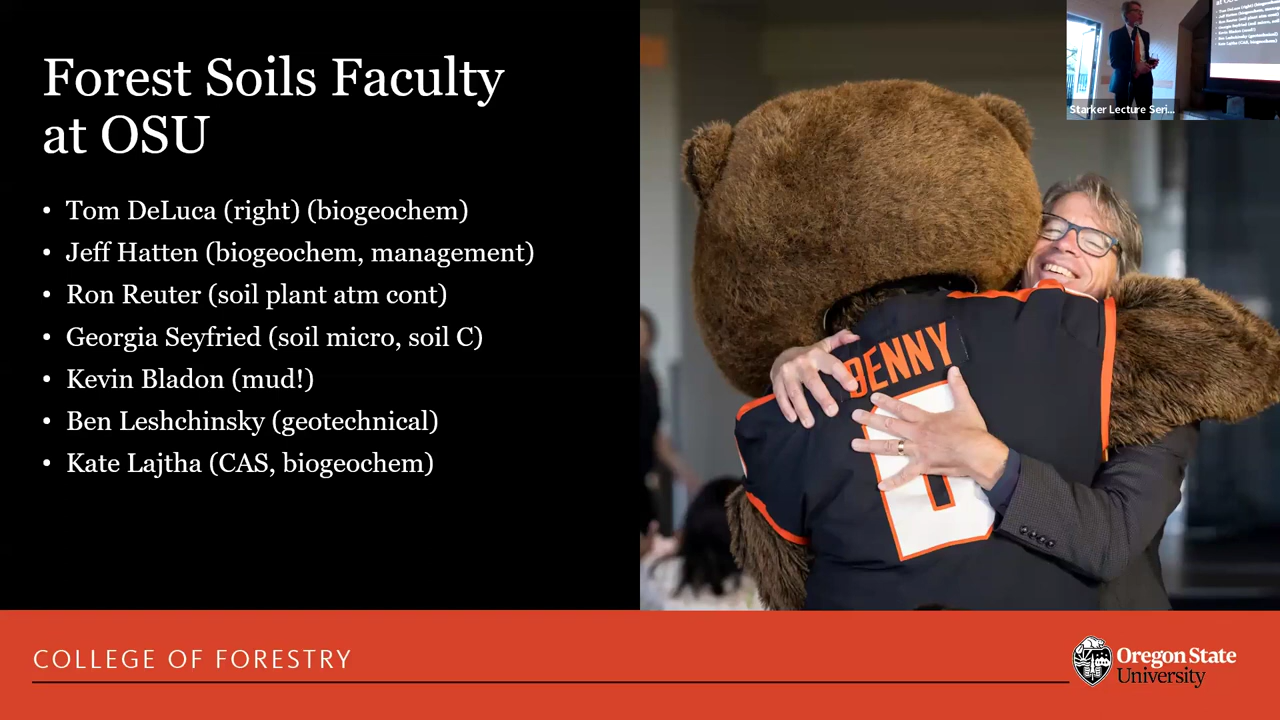 Forest Soils Faculty
at OSU
• Tom DeLuca (right) (biogeochem)
• Jeff Hatten (biogeochem, management)
• Ron Reuter (soil plant atm cont)
• Georgia Seyfried (soil micro, soil C)
• Kevin Bladon (mud!)
• Ben Leshchinsky (geotechnical)
• Kate Lajtha (CAS, biogeochem)
Starker Lecture Seri...
BENNY
0
COLLEGE OF FORESTRY
Oregon State
University